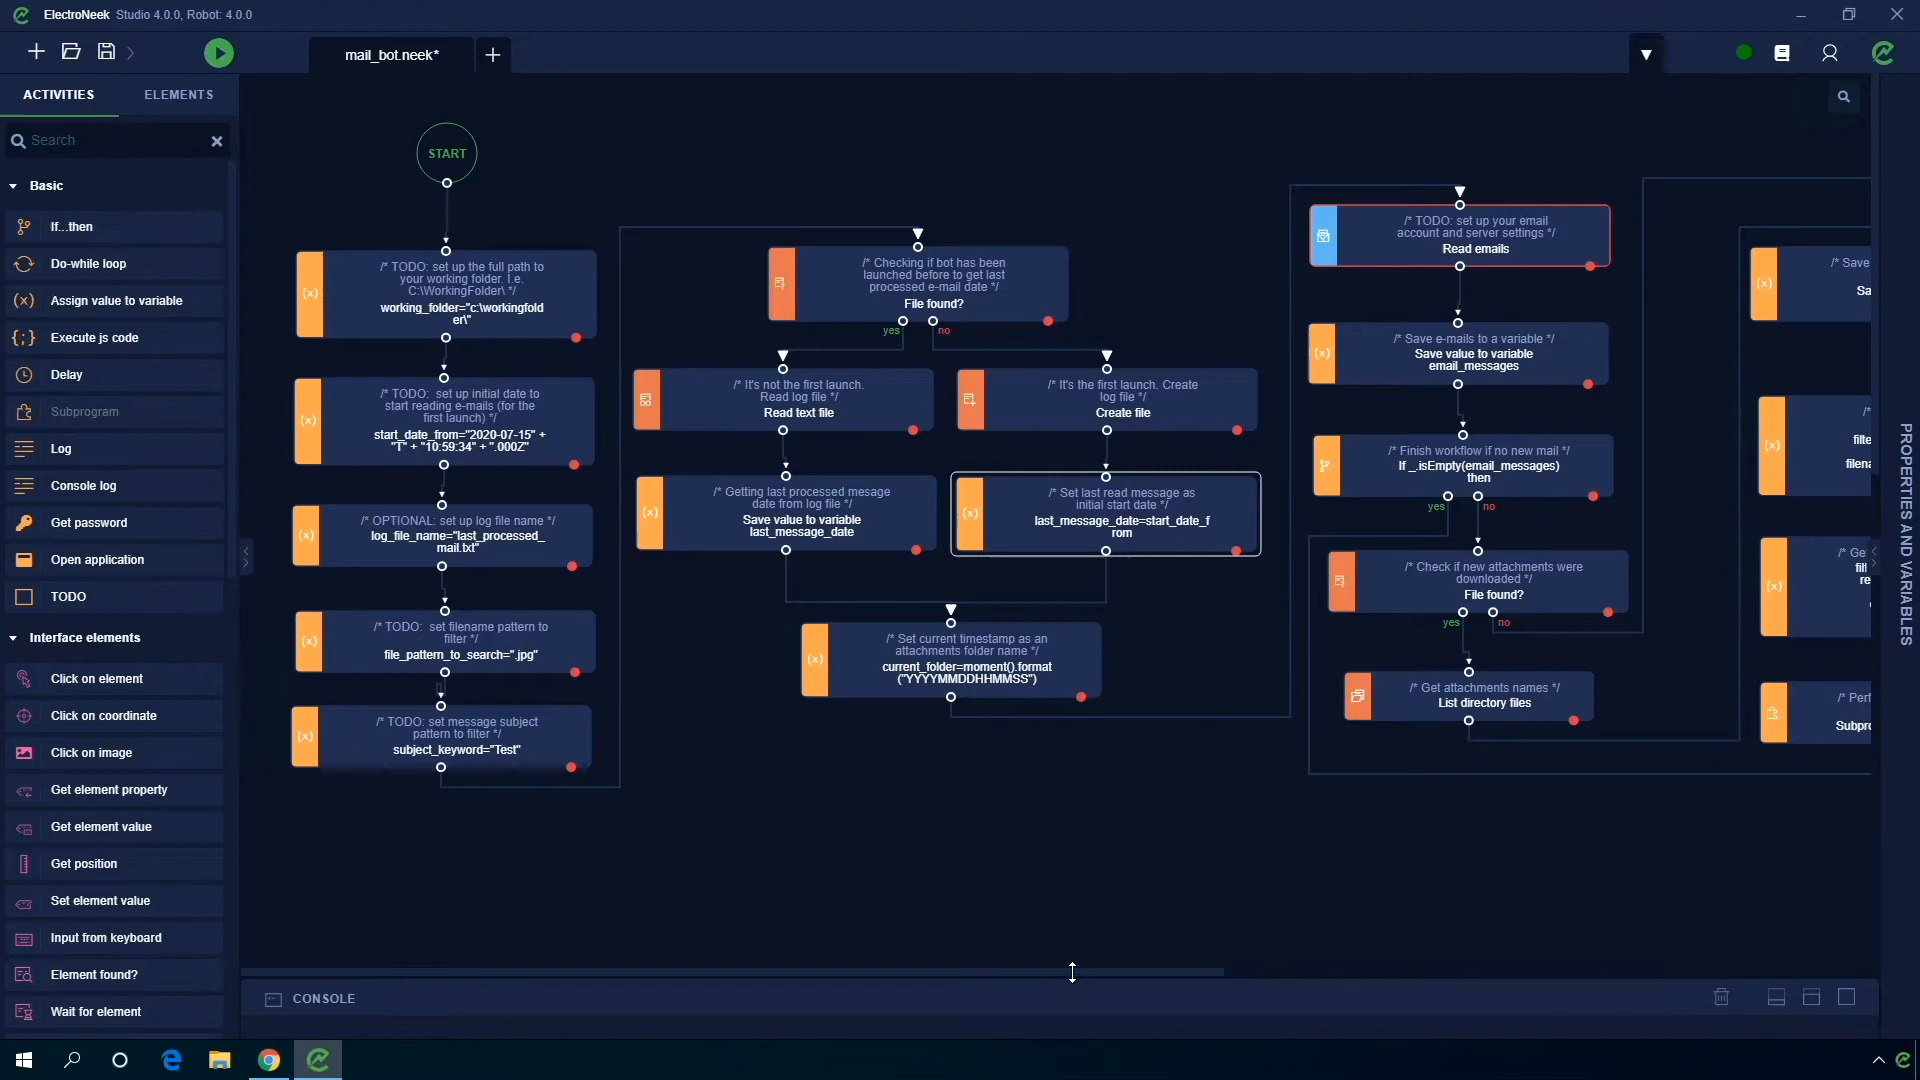 ElectroNeek Studio 4.0.0, Robot: 4.0.0
mail_bot.neek*
ACTIVITIES
ELEMENTS
Search
Basic
If...then
Do-while loop
Assign value to variable
Execute js code
Delay
Subprogram
Log
Console log
Get password
Open application
TODO
Interface elements
Click on element
Click on coordinate
Click on image
Get element property
Get element value
Get position
Set element value
Input from keyboard
Element found?
Wait for element
START
(x)
/* TODO: set up the full path to
your working folder. I.e.
C:\WorkingFolder\ */
working_folder="c:\workingfold
er\"
(x)
/* TODO: set up initial date to
start reading e-mails (for the
first launch) */
start_date_from="2020-07-15" +
"T" + "10:59:34" + ".000Z"
(x)
/* OPTIONAL: set up log file name */
log_file_name="last_processed_
mail.txt"
(x)
/* TODO: set filename pattern to
filter */
file_pattern_to_search=".jpg"
(x)
/* TODO: set message subject
pattern to filter */
subject_keyword="Test"
/* Checking if bot has been
launched before to get last
processed e-mail date */
File found?
yes
no
/* It's not the first launch.
Read log file */
Read text file
/* It's the first launch. Create
log file */
Create file
(x)
/* Getting last processed mesage
date from log file */
Save value to variable
last_message_date
(x)
/* Set last read message as
initial start date */
last_message_date=start_date_f
rom
(x)
/* Set current timestamp as an
attachments folder name */
current_folder=moment().format
("YYYYMMDDHHMMSS")
/* TODO: set up your email
account and server settings */
Read emails
(x)
/* Save e-mails to a variable */
Save value to variable
email_messages
/* Finish workflow if no new mail */
If _.isEmpty(email_messages)
then
yes
no
/* Check if new attachments were
downloaded */
File found?
yes
no
/* Get attachments names */
List directory files
(x)
/* Save
Sa
(x)
/*
filte
filena
(x)
/* Ge
filt
re
/* Perf
Subpro
PROPERTIES AND VARIABLES
CONSOLE